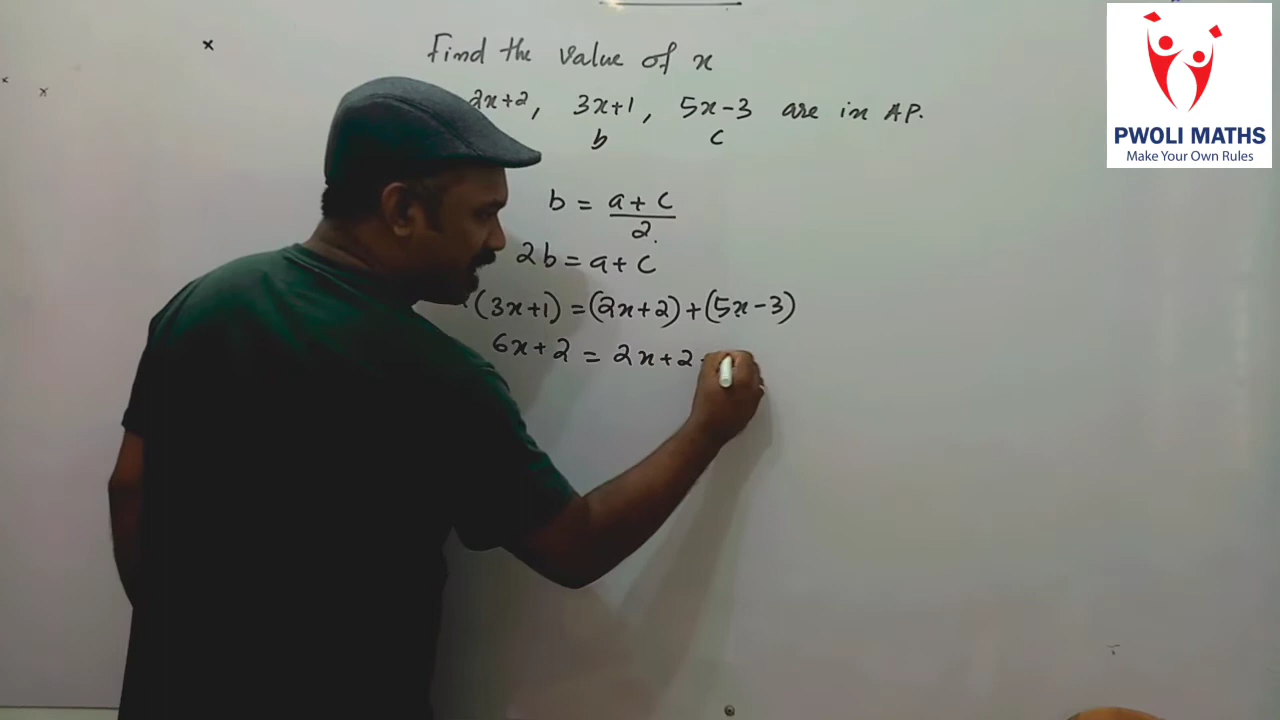 Find the value of x
2x+2, 3x+1, 5x-3 are in AP.
b c
b = a+c/2.
2b = a+c
(3x+1) = (2x+2)+(5x-3)
6x+2 = 2x+2
PWOLI MATHS
Make Your Own Rules